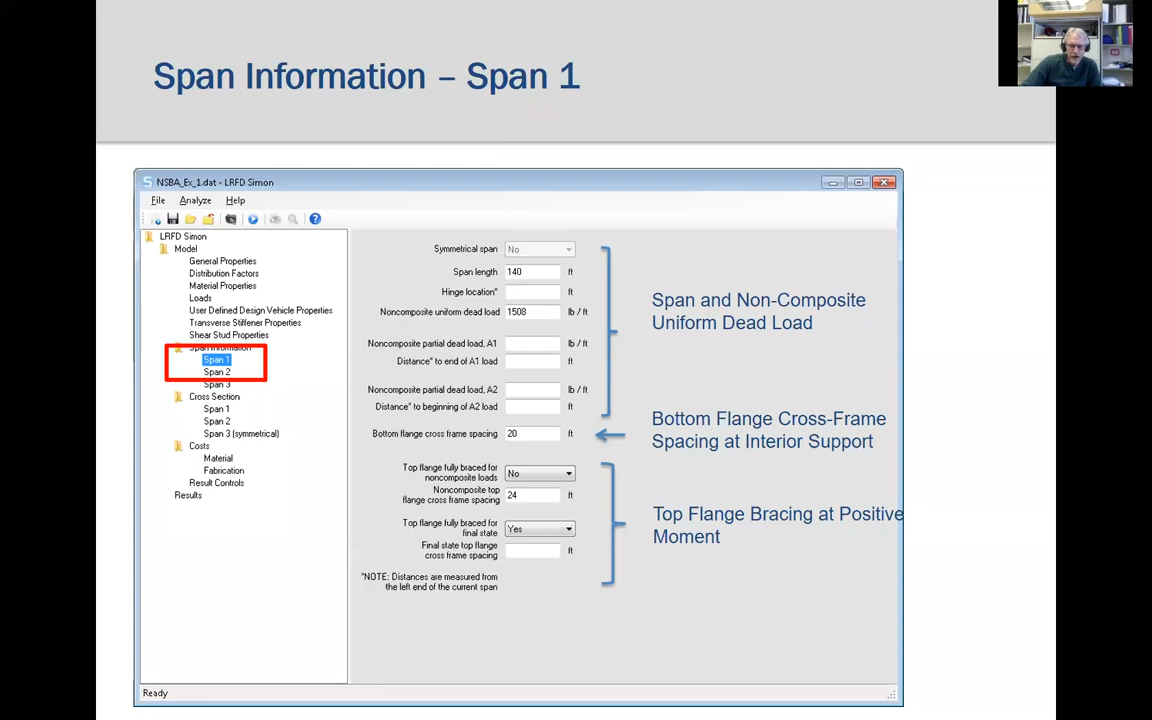 Span Information – Span 1
NSBA_Ex_1.dat - LRFD Simon
File Analyze Help
LRFD Simon
Model
General Properties
Distribution Factors
Material Properties
Loads
User Defined Design Vehicle Properties
Transverse Stiffener Properties
Shear Stud Properties
Span Information
Span 1
Span 2
Span 3
Cross Section
Span 1
Span 2
Span 3 (symmetrical)
Costs
Material
Fabrication
Result Controls
Results
Symmetrical span No
Span length 140 ft
Hinge location* ft
Noncomposite uniform dead load 1508 lb / ft
Noncomposite partial dead load, A1 lb / ft
Distance* to end of A1 load ft
Noncomposite partial dead load, A2 lb / ft
Distance* to beginning of A2 load ft
Bottom flange cross frame spacing 20 ft
Top flange fully braced for
noncomposite loads No
Noncomposite top
flange cross frame spacing 24 ft
Top flange fully braced for
final state Yes
Final state top flange
cross frame spacing ft
*NOTE: Distances are measured from
the left end of the current span
Span and Non-Composite
Uniform Dead Load
Bottom Flange Cross-Frame
Spacing at Interior Support
Top Flange Bracing at Positive
Moment
Ready